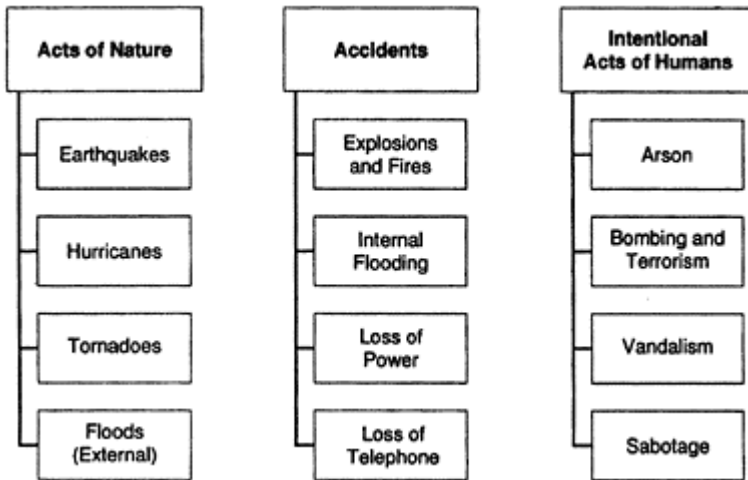 Acts of Nature
Earthquakes
Hurricanes
Tornadoes
Floods
(External)
Accidents
Explosions
and Fires
Internal
Flooding
Loss of
Power
Loss of
Telephone
Intentional
Acts of Humans
Arson
Bombing and
Terrorism
Vandalism
Sabotage